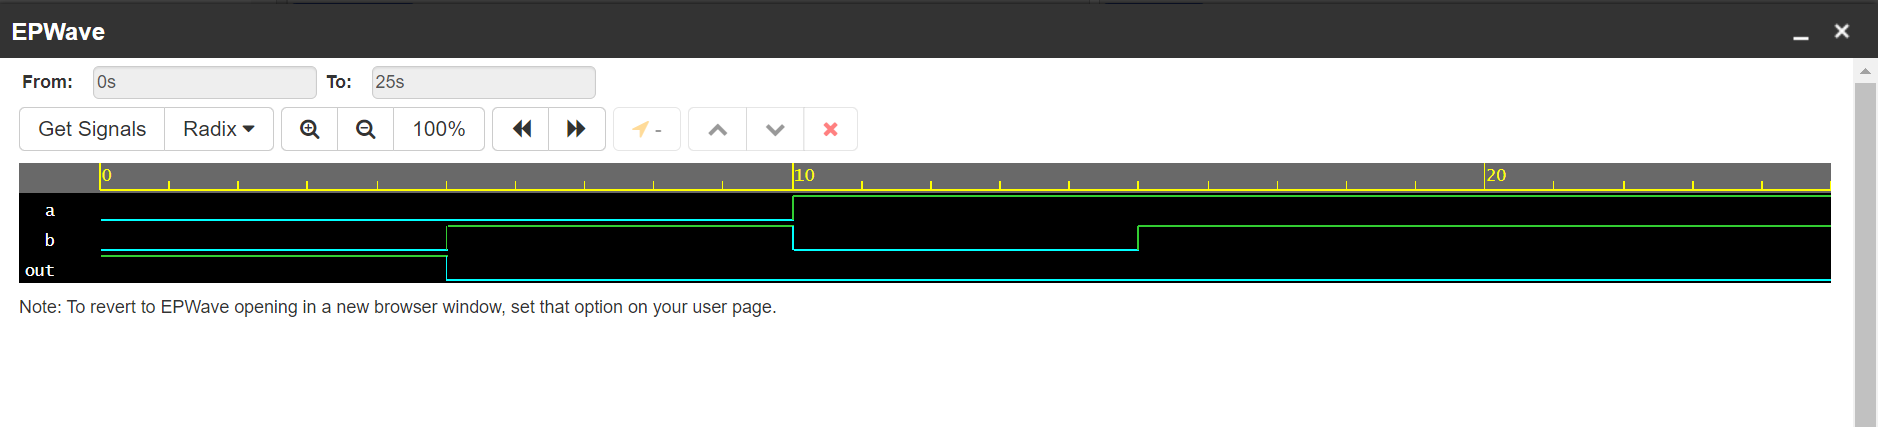 EPWave
From: 0s To: 25s
Get Signals Radix 100% -
0 10 20
a
b
out
Note: To revert to EPWave opening in a new browser window, set that option on your user page.